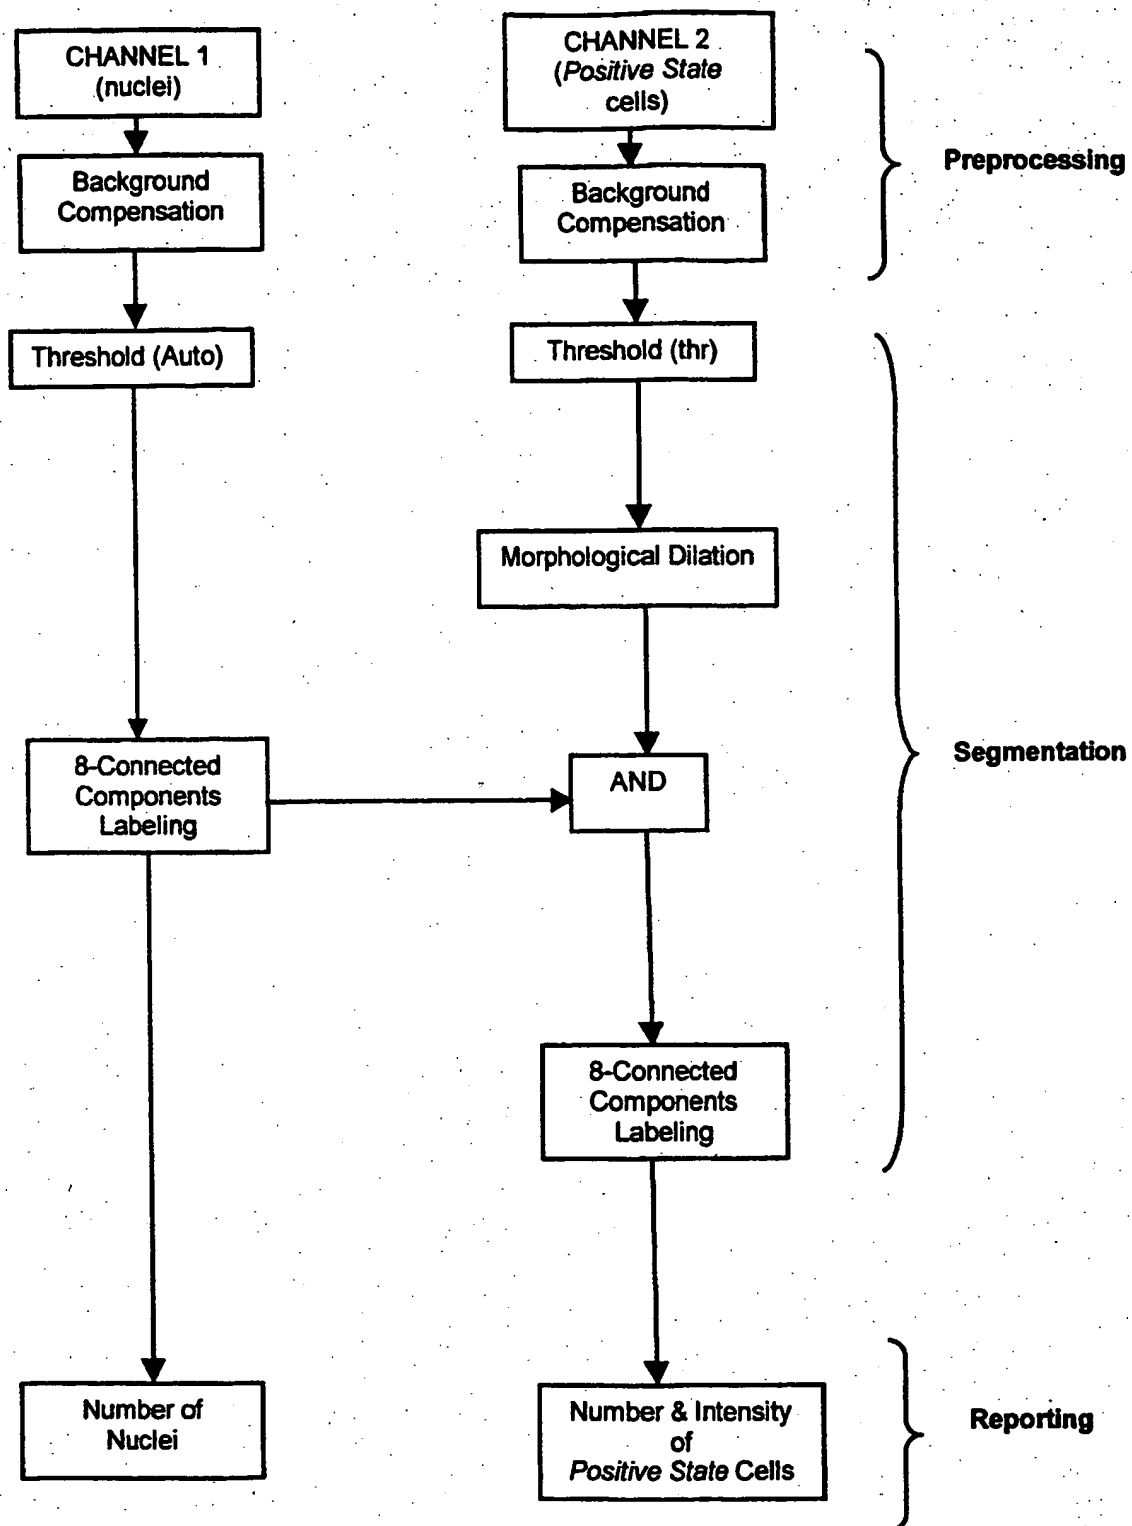 CHANNEL 1
(nuclei)
Background
Compensation
Threshold (Auto)
8-Connected
Components
Labeling
Number of
Nuclei
CHANNEL 2
(Positive State
cells)
Background
Compensation
Threshold (thr)
Morphological Dilation
AND
8-Connected
Components
Labeling
Number & Intensity
of
Positive State Cells
Preprocessing
Segmentation
Reporting